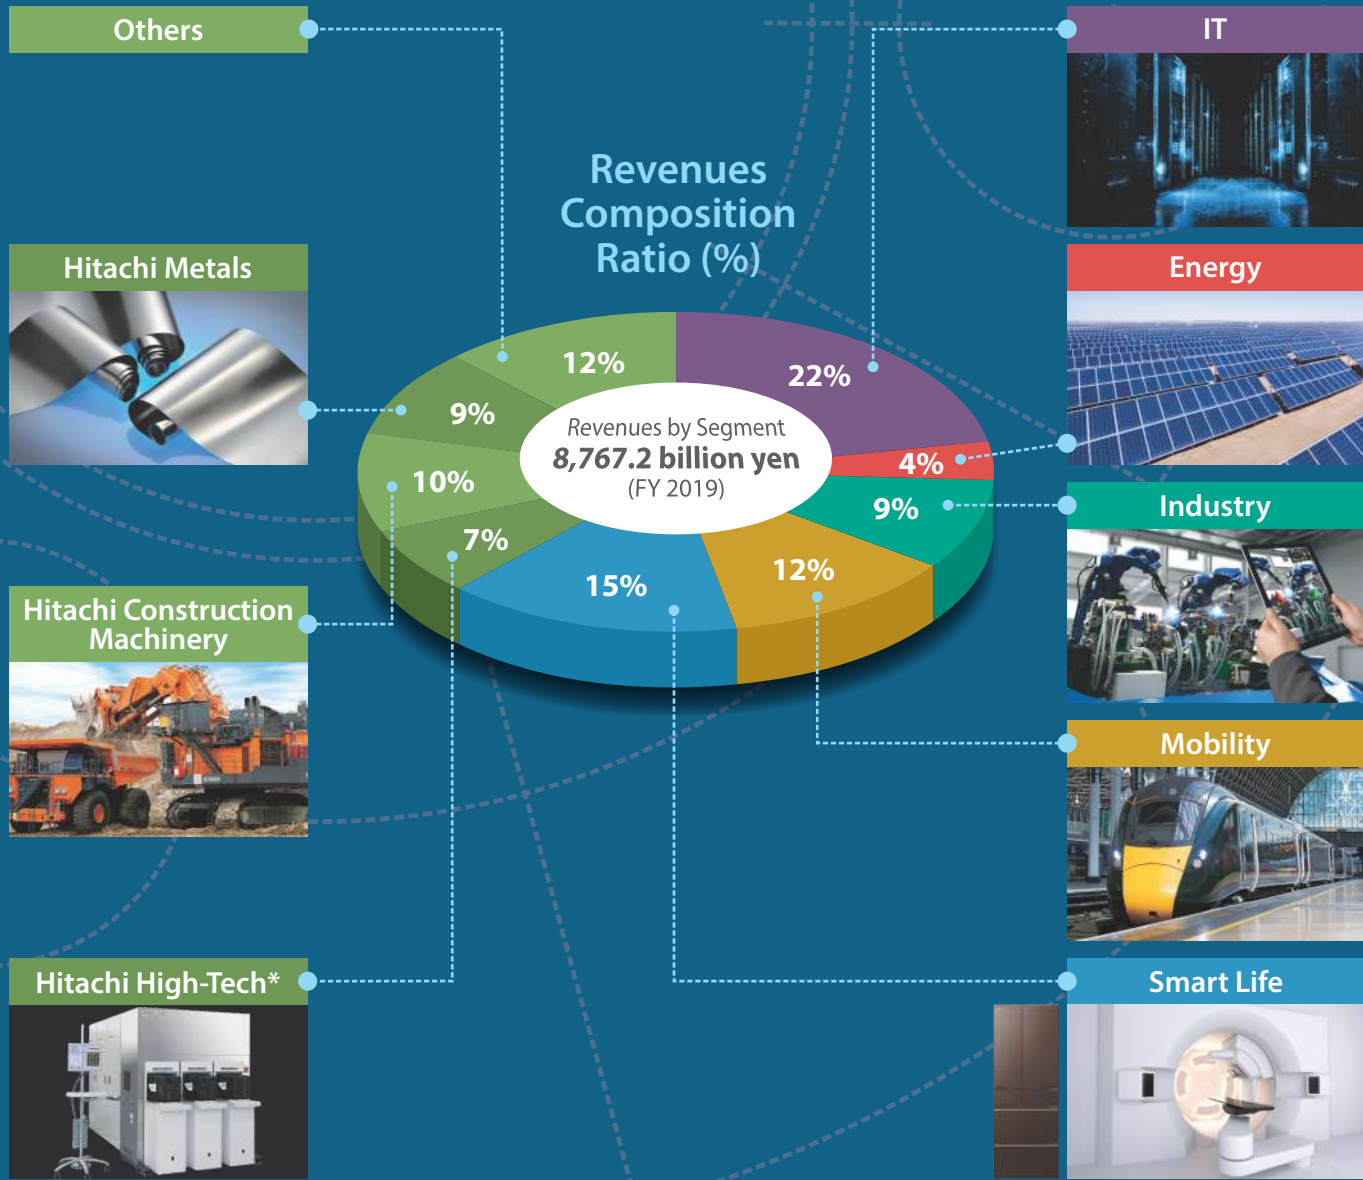 Others
IT
Revenues
Composition
Ratio (%)
Hitachi Metals
Energy
12%
22%
9%
Revenues by Segment
8,767.2 billion yen
(FY 2019)
4%
10%
9%
Industry
7%
15%
12%
Hitachi Construction
Machinery
Mobility
Hitachi High-Tech*
Smart Life